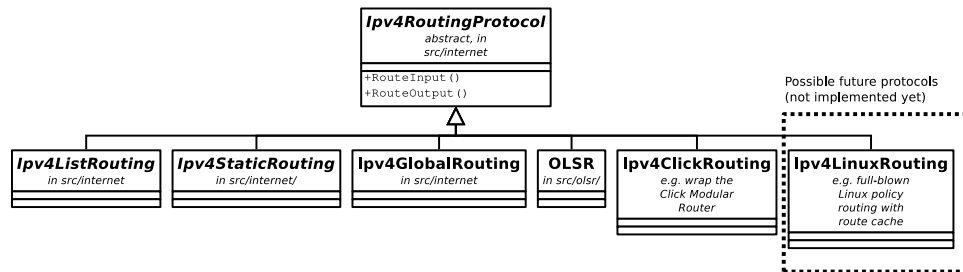 Ipv4RoutingProtocol
abstract, in
src/internet
+RouteInput()
+RouteOutput()
Possible future protocols
(not implemented yet)
Ipv4ListRouting
in src/internet
Ipv4StaticRouting
in src/internet/
Ipv4GlobalRouting
in src/internet
OLSR
in src/olsr/
Ipv4ClickRouting
e.g. wrap the
Click Modular
Router
Ipv4LinuxRouting
e.g. full-blown
Linux policy
routing with
route cache